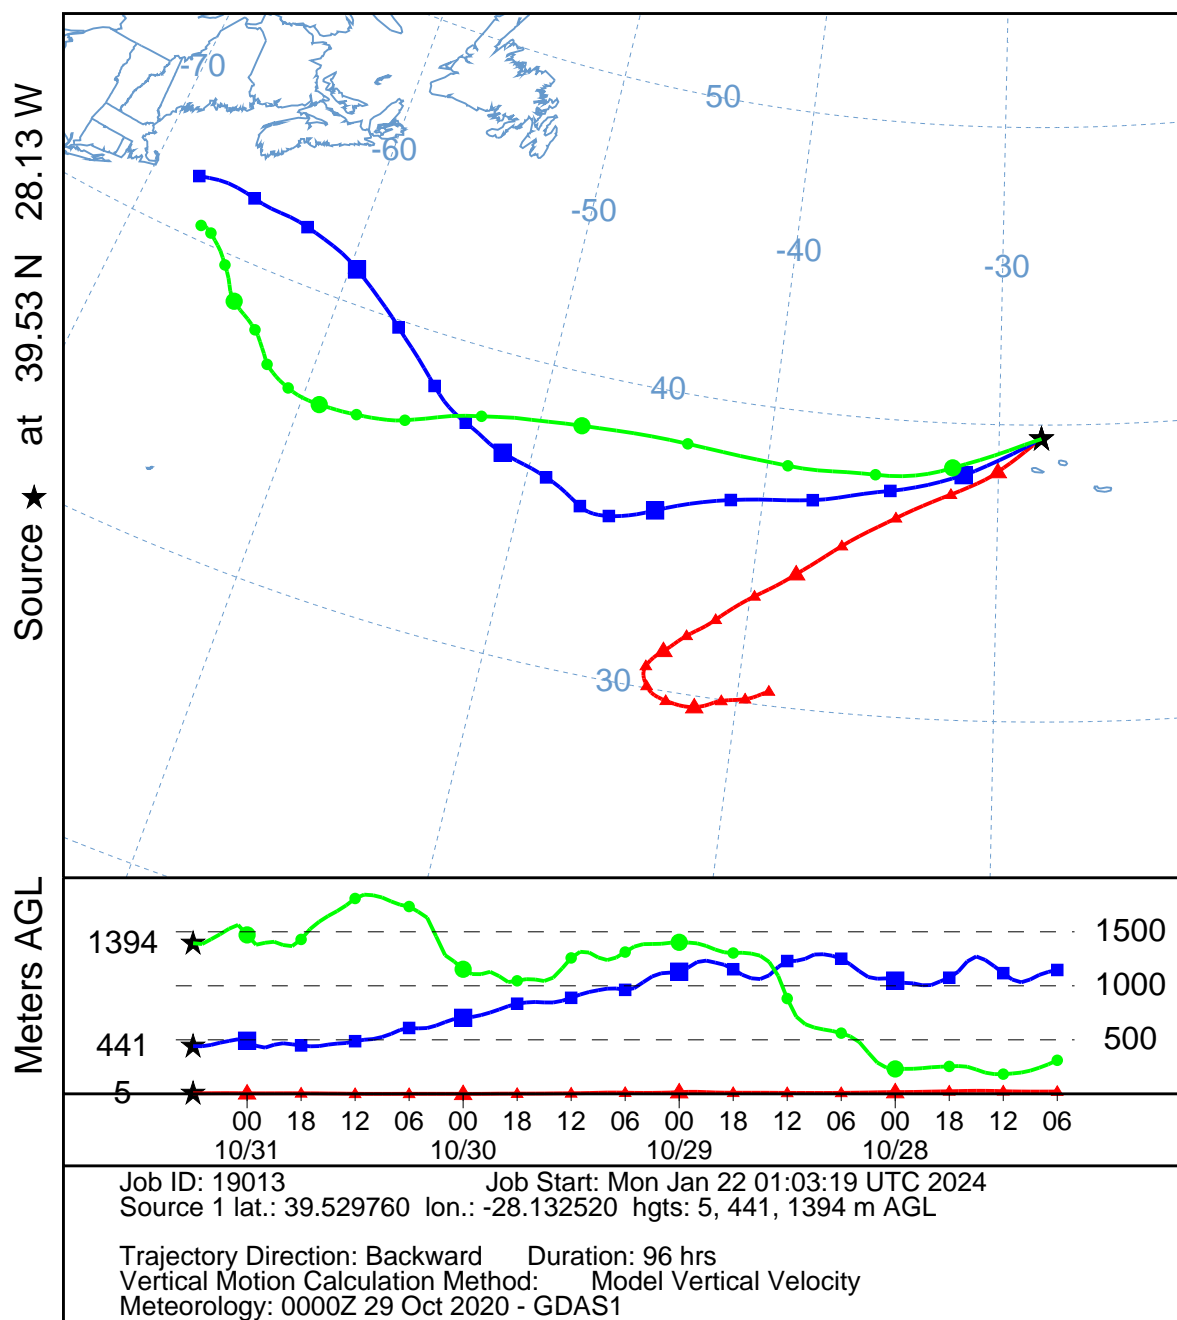 Source ★ at 39.53 N 28.13 W
-70
-60
-50
-40
-30
50
40
30
Meters AGL
1394
441
5
1500
1000
500
00 18 12 06 00 18 12 06 00 18 12 06 00 18 12 06
10/31 10/30 10/29 10/28
Job ID: 19013 Job Start: Mon Jan 22 01:03:19 UTC 2024
Source 1 lat.: 39.529760 lon.: -28.132520 hgts: 5, 441, 1394 m AGL
Trajectory Direction: Backward Duration: 96 hrs
Vertical Motion Calculation Method: Model Vertical Velocity
Meteorology: 0000Z 29 Oct 2020 - GDAS1